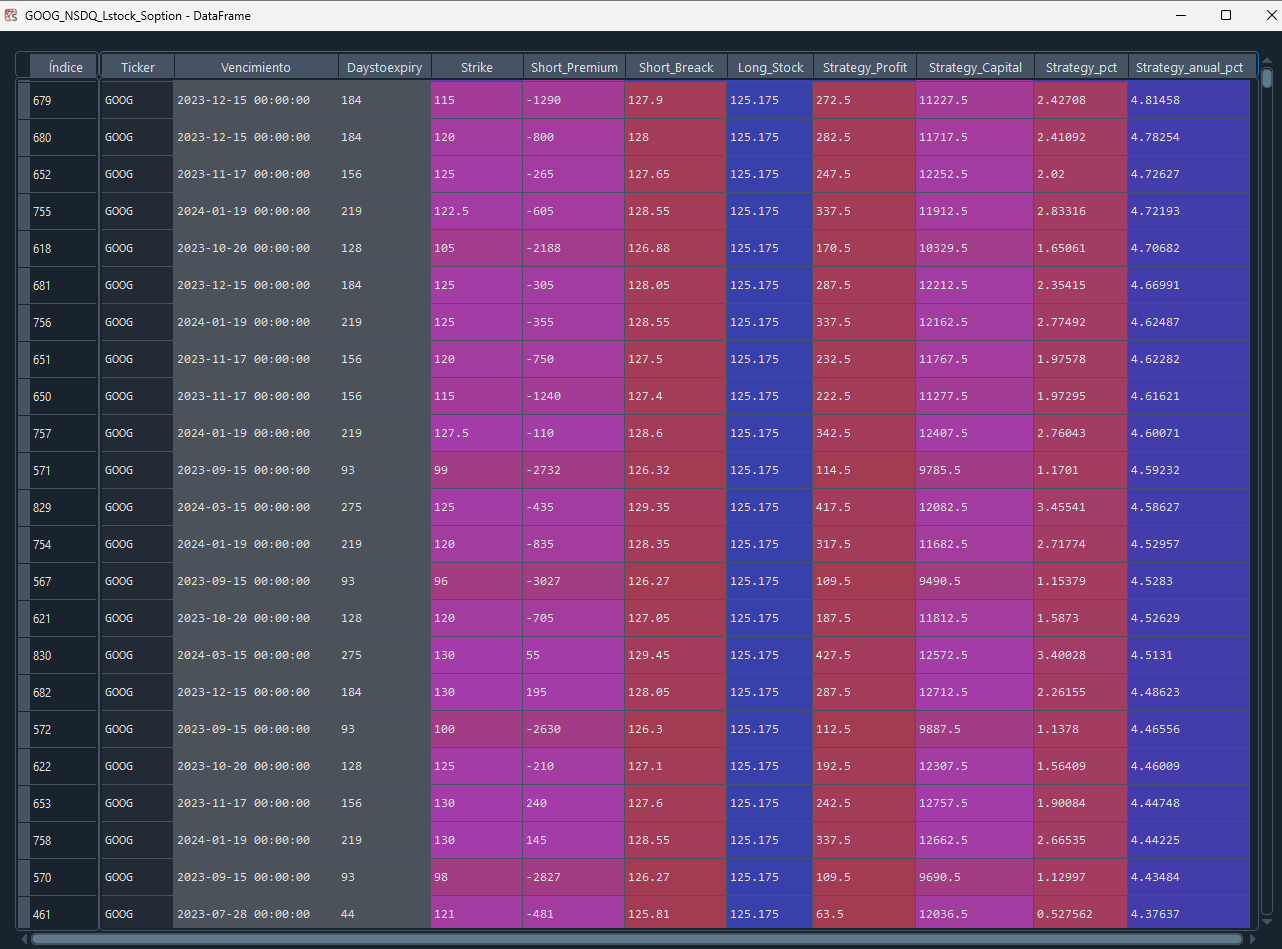 GOOG_NSDQ_Lstock_Soption - DataFrame
Índice Ticker Vencimiento Daystoexpiry Strike Short_Premium Short_Breack Long_Stock Strategy_Profit Strategy_Capital Strategy_pct Strategy_anual_pct
679 GOOG 2023-12-15 00:00:00 184 115 -1290 127.9 125.175 272.5 11227.5 2.42708 4.81458
680 GOOG 2023-12-15 00:00:00 184 120 -800 128 125.175 282.5 11717.5 2.41092 4.78254
652 GOOG 2023-11-17 00:00:00 156 125 -265 127.65 125.175 247.5 12252.5 2.02 4.72627
755 GOOG 2024-01-19 00:00:00 219 122.5 -605 128.55 125.175 337.5 11912.5 2.83316 4.72193
618 GOOG 2023-10-20 00:00:00 128 105 -2188 126.88 125.175 170.5 10329.5 1.65061 4.70682
681 GOOG 2023-12-15 00:00:00 184 125 -305 128.05 125.175 287.5 12212.5 2.35415 4.66991
756 GOOG 2024-01-19 00:00:00 219 125 -355 128.55 125.175 337.5 12162.5 2.77492 4.62487
651 GOOG 2023-11-17 00:00:00 156 120 -750 127.5 125.175 232.5 11767.5 1.97578 4.62282
650 GOOG 2023-11-17 00:00:00 156 115 -1240 127.4 125.175 222.5 11277.5 1.97295 4.61621
757 GOOG 2024-01-19 00:00:00 219 127.5 -110 128.6 125.175 342.5 12407.5 2.76043 4.60071
571 GOOG 2023-09-15 00:00:00 93 99 -2732 126.32 125.175 114.5 9785.5 1.1701 4.59232
829 GOOG 2024-03-15 00:00:00 275 125 -435 129.35 125.175 417.5 12082.5 3.45541 4.58627
754 GOOG 2024-01-19 00:00:00 219 120 -835 128.35 125.175 317.5 11682.5 2.71774 4.52957
567 GOOG 2023-09-15 00:00:00 93 96 -3027 126.27 125.175 109.5 9490.5 1.15379 4.5283
621 GOOG 2023-10-20 00:00:00 128 120 -705 127.05 125.175 187.5 11812.5 1.5873 4.52629
830 GOOG 2024-03-15 00:00:00 275 130 55 129.45 125.175 427.5 12572.5 3.40028 4.5131
682 GOOG 2023-12-15 00:00:00 184 130 195 128.05 125.175 287.5 12712.5 2.26155 4.48623
572 GOOG 2023-09-15 00:00:00 93 100 -2630 126.3 125.175 112.5 9887.5 1.1378 4.46556
622 GOOG 2023-10-20 00:00:00 128 125 -210 127.1 125.175 192.5 12307.5 1.56409 4.46009
653 GOOG 2023-11-17 00:00:00 156 130 240 127.6 125.175 242.5 12757.5 1.90084 4.44748
758 GOOG 2024-01-19 00:00:00 219 130 145 128.55 125.175 337.5 12662.5 2.66535 4.44225
570 GOOG 2023-09-15 00:00:00 93 98 -2827 126.27 125.175 109.5 9690.5 1.12997 4.43484
461 GOOG 2023-07-28 00:00:00 44 121 -481 125.81 125.175 63.5 12036.5 0.527562 4.37637